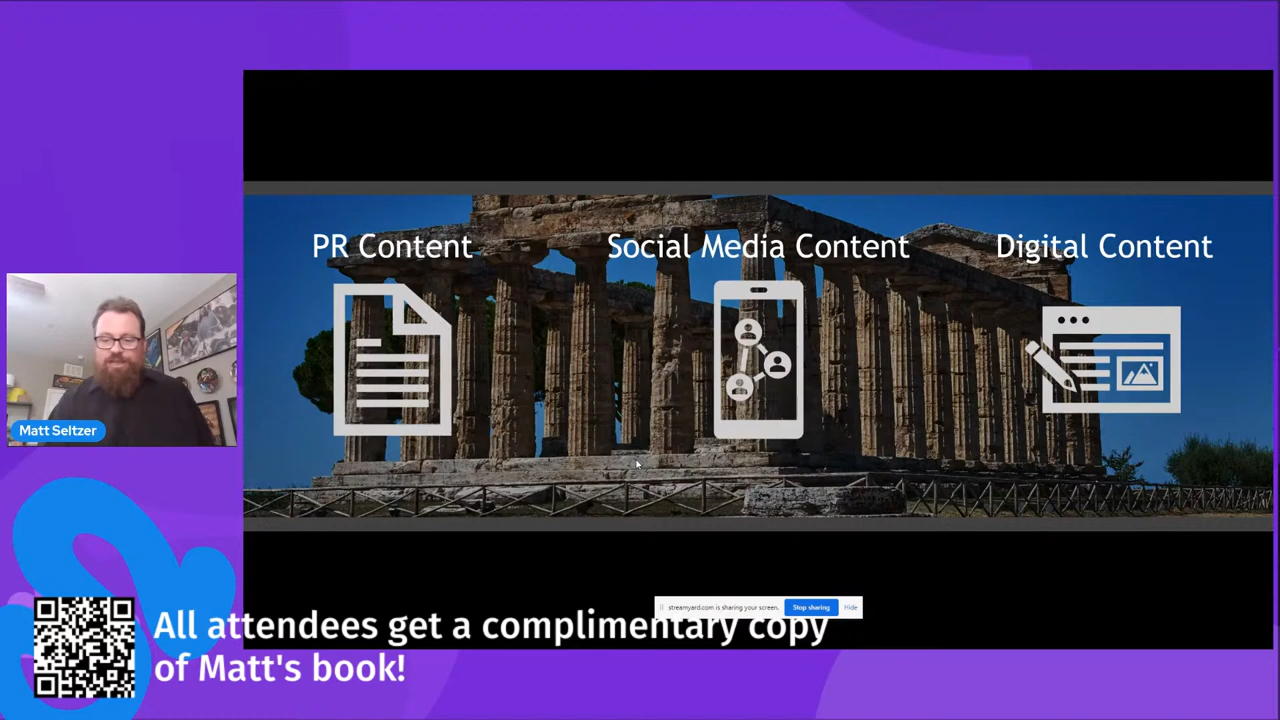 PR Content
Social Media Content
Digital Content
Matt Seltzer
streamyard.com is sharing your screen.
Stop sharing
Hide
All attendees get a complimentary copy
of Matt's book!